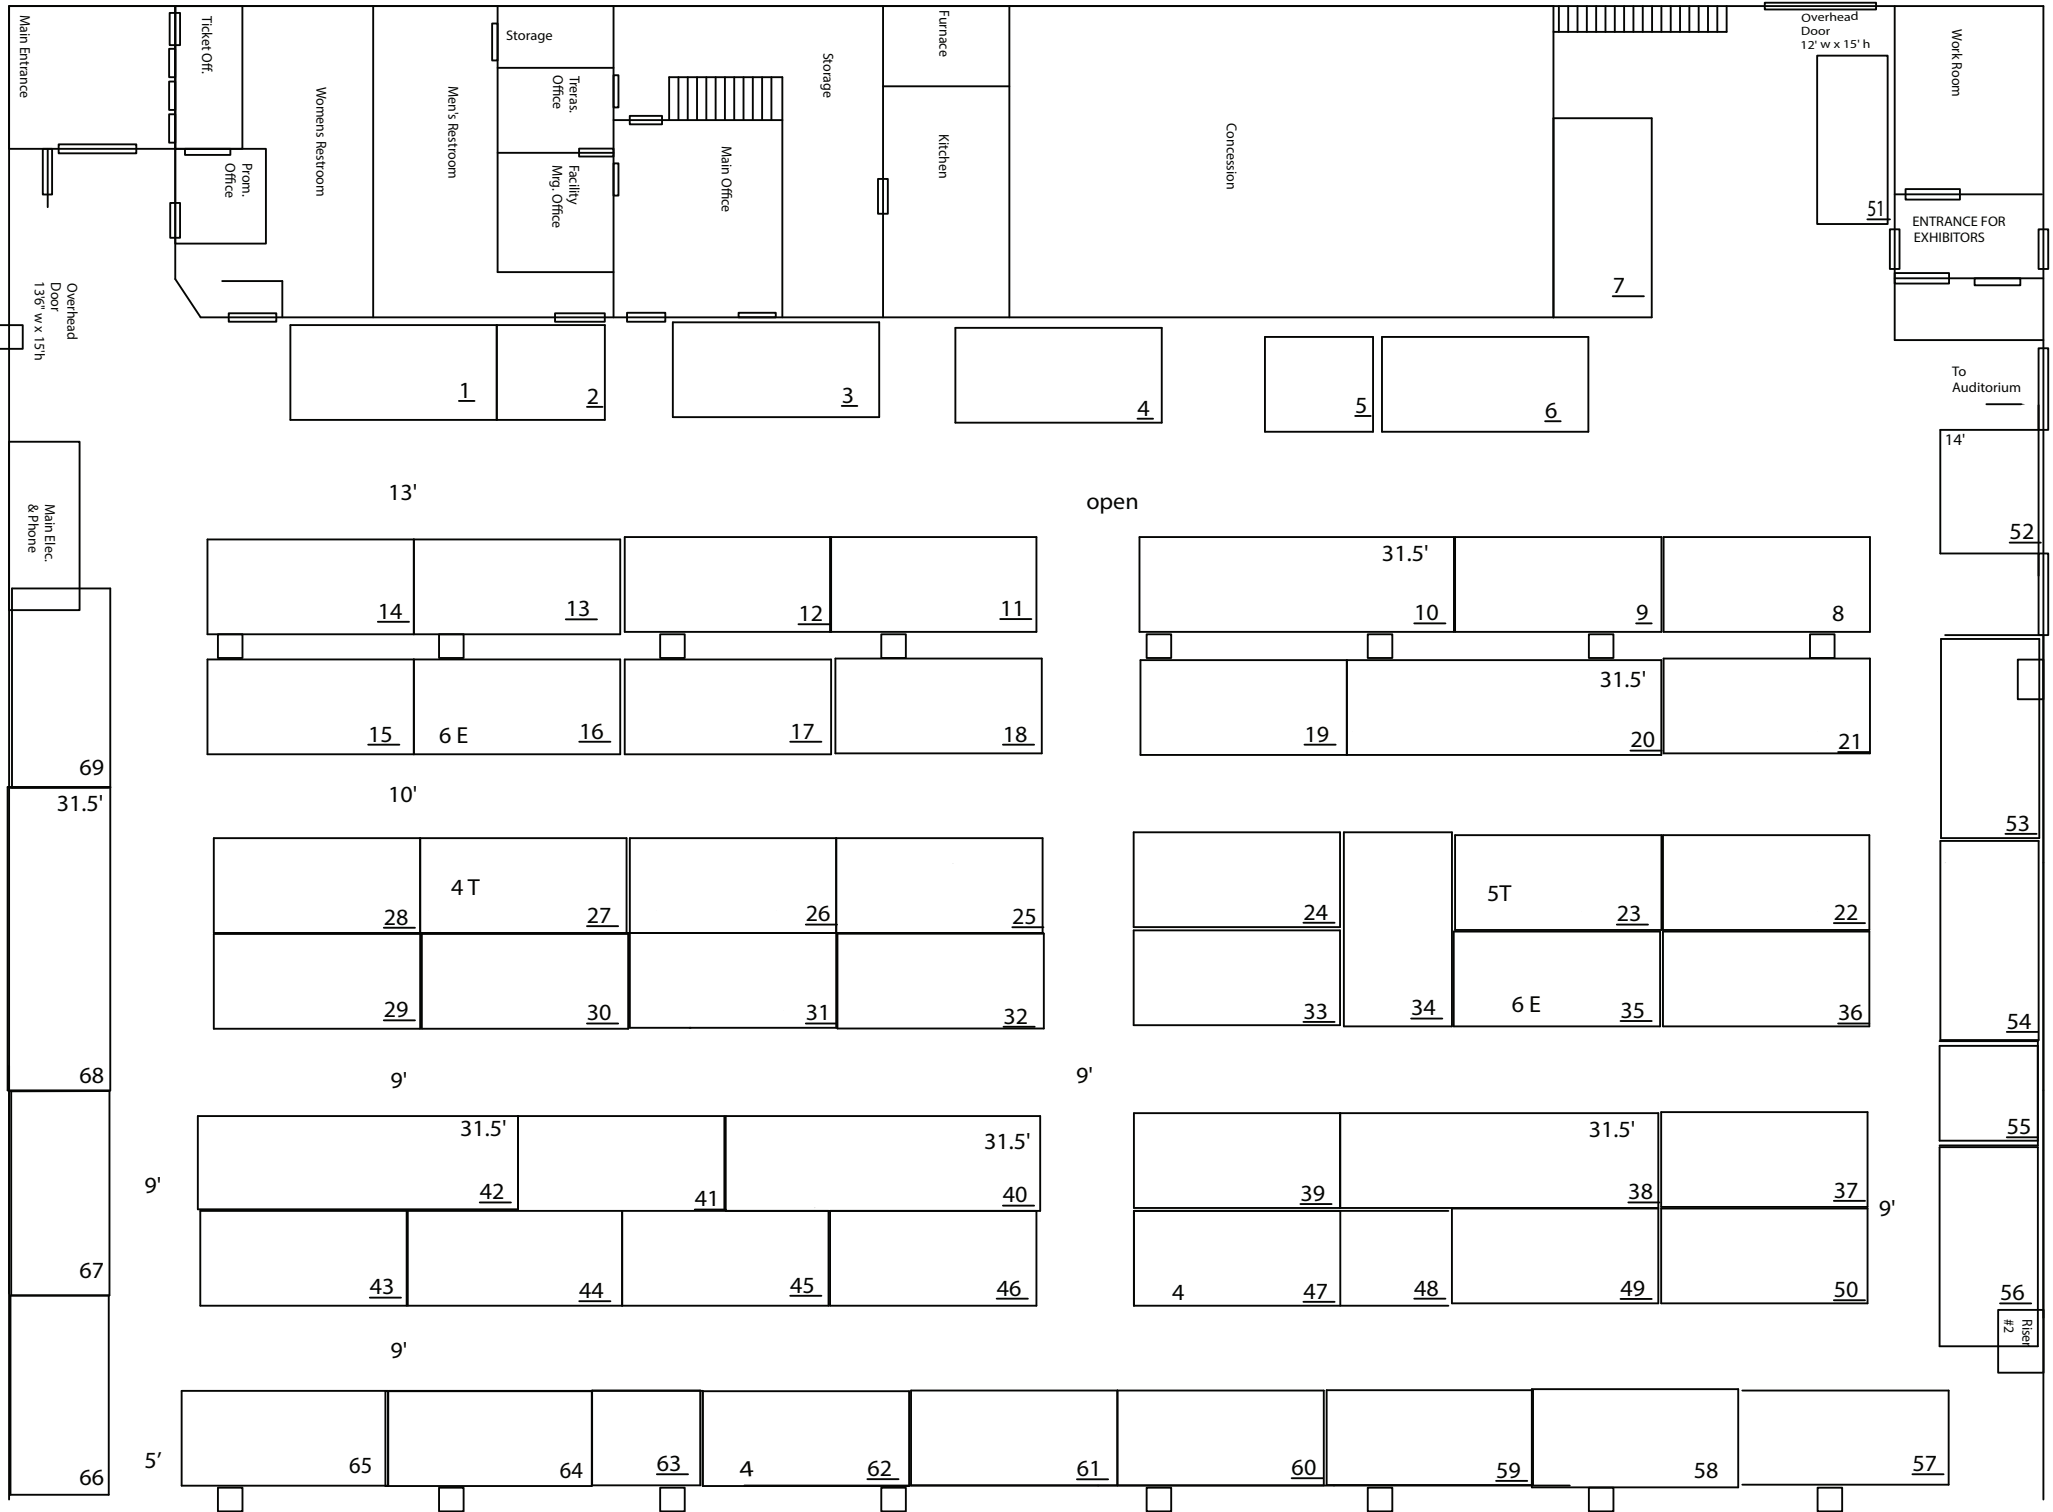 Main Entrance
Ticket Off.
Womens Restroom
Men's Restroom
Storage
Treras.
Office
Facility
Mrg. Office
Prom.
Office
Main Office
Storage
Furnace
Kitchen
Concession
Overhead
Door
12' w x 15' h
Work Room
51
ENTRANCE FOR
EXHIBITORS
7
Overhead
Door
13'6" w x 15'h
To
Auditorium
1
2
3
4
5
6
14'
52
Main Elec.
& Phone
13'
open
14
13
12
11
31.5'
10
9
8
15
6 E
16
17
18
19
31.5'
20
21
69
53
10'
31.5'
68
28
4 T
27
26
25
24
34
5T
23
22
29
30
31
32
33
6 E
35
36
54
9'
9'
55
31.5'
42
41
31.5'
40
39
31.5'
38
37
9'
9'
67
43
44
45
46
4
47
48
49
50
56
Riser
#2
9'
5'
66
65
64
63
4
62
61
60
59
58
57